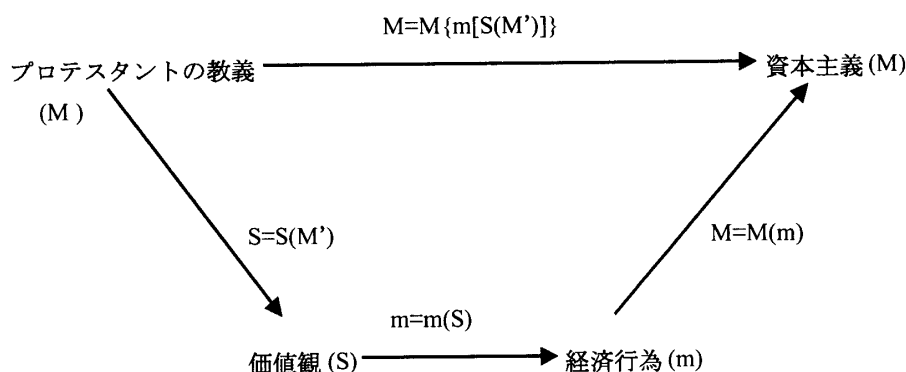 M=M{m[S(M’)]}
プロテスタントの教義
資本主義 (M)
(M )
S=S(M’)
M=M(m)
m=m(S)
価値観 (S)
経済行為 (m)